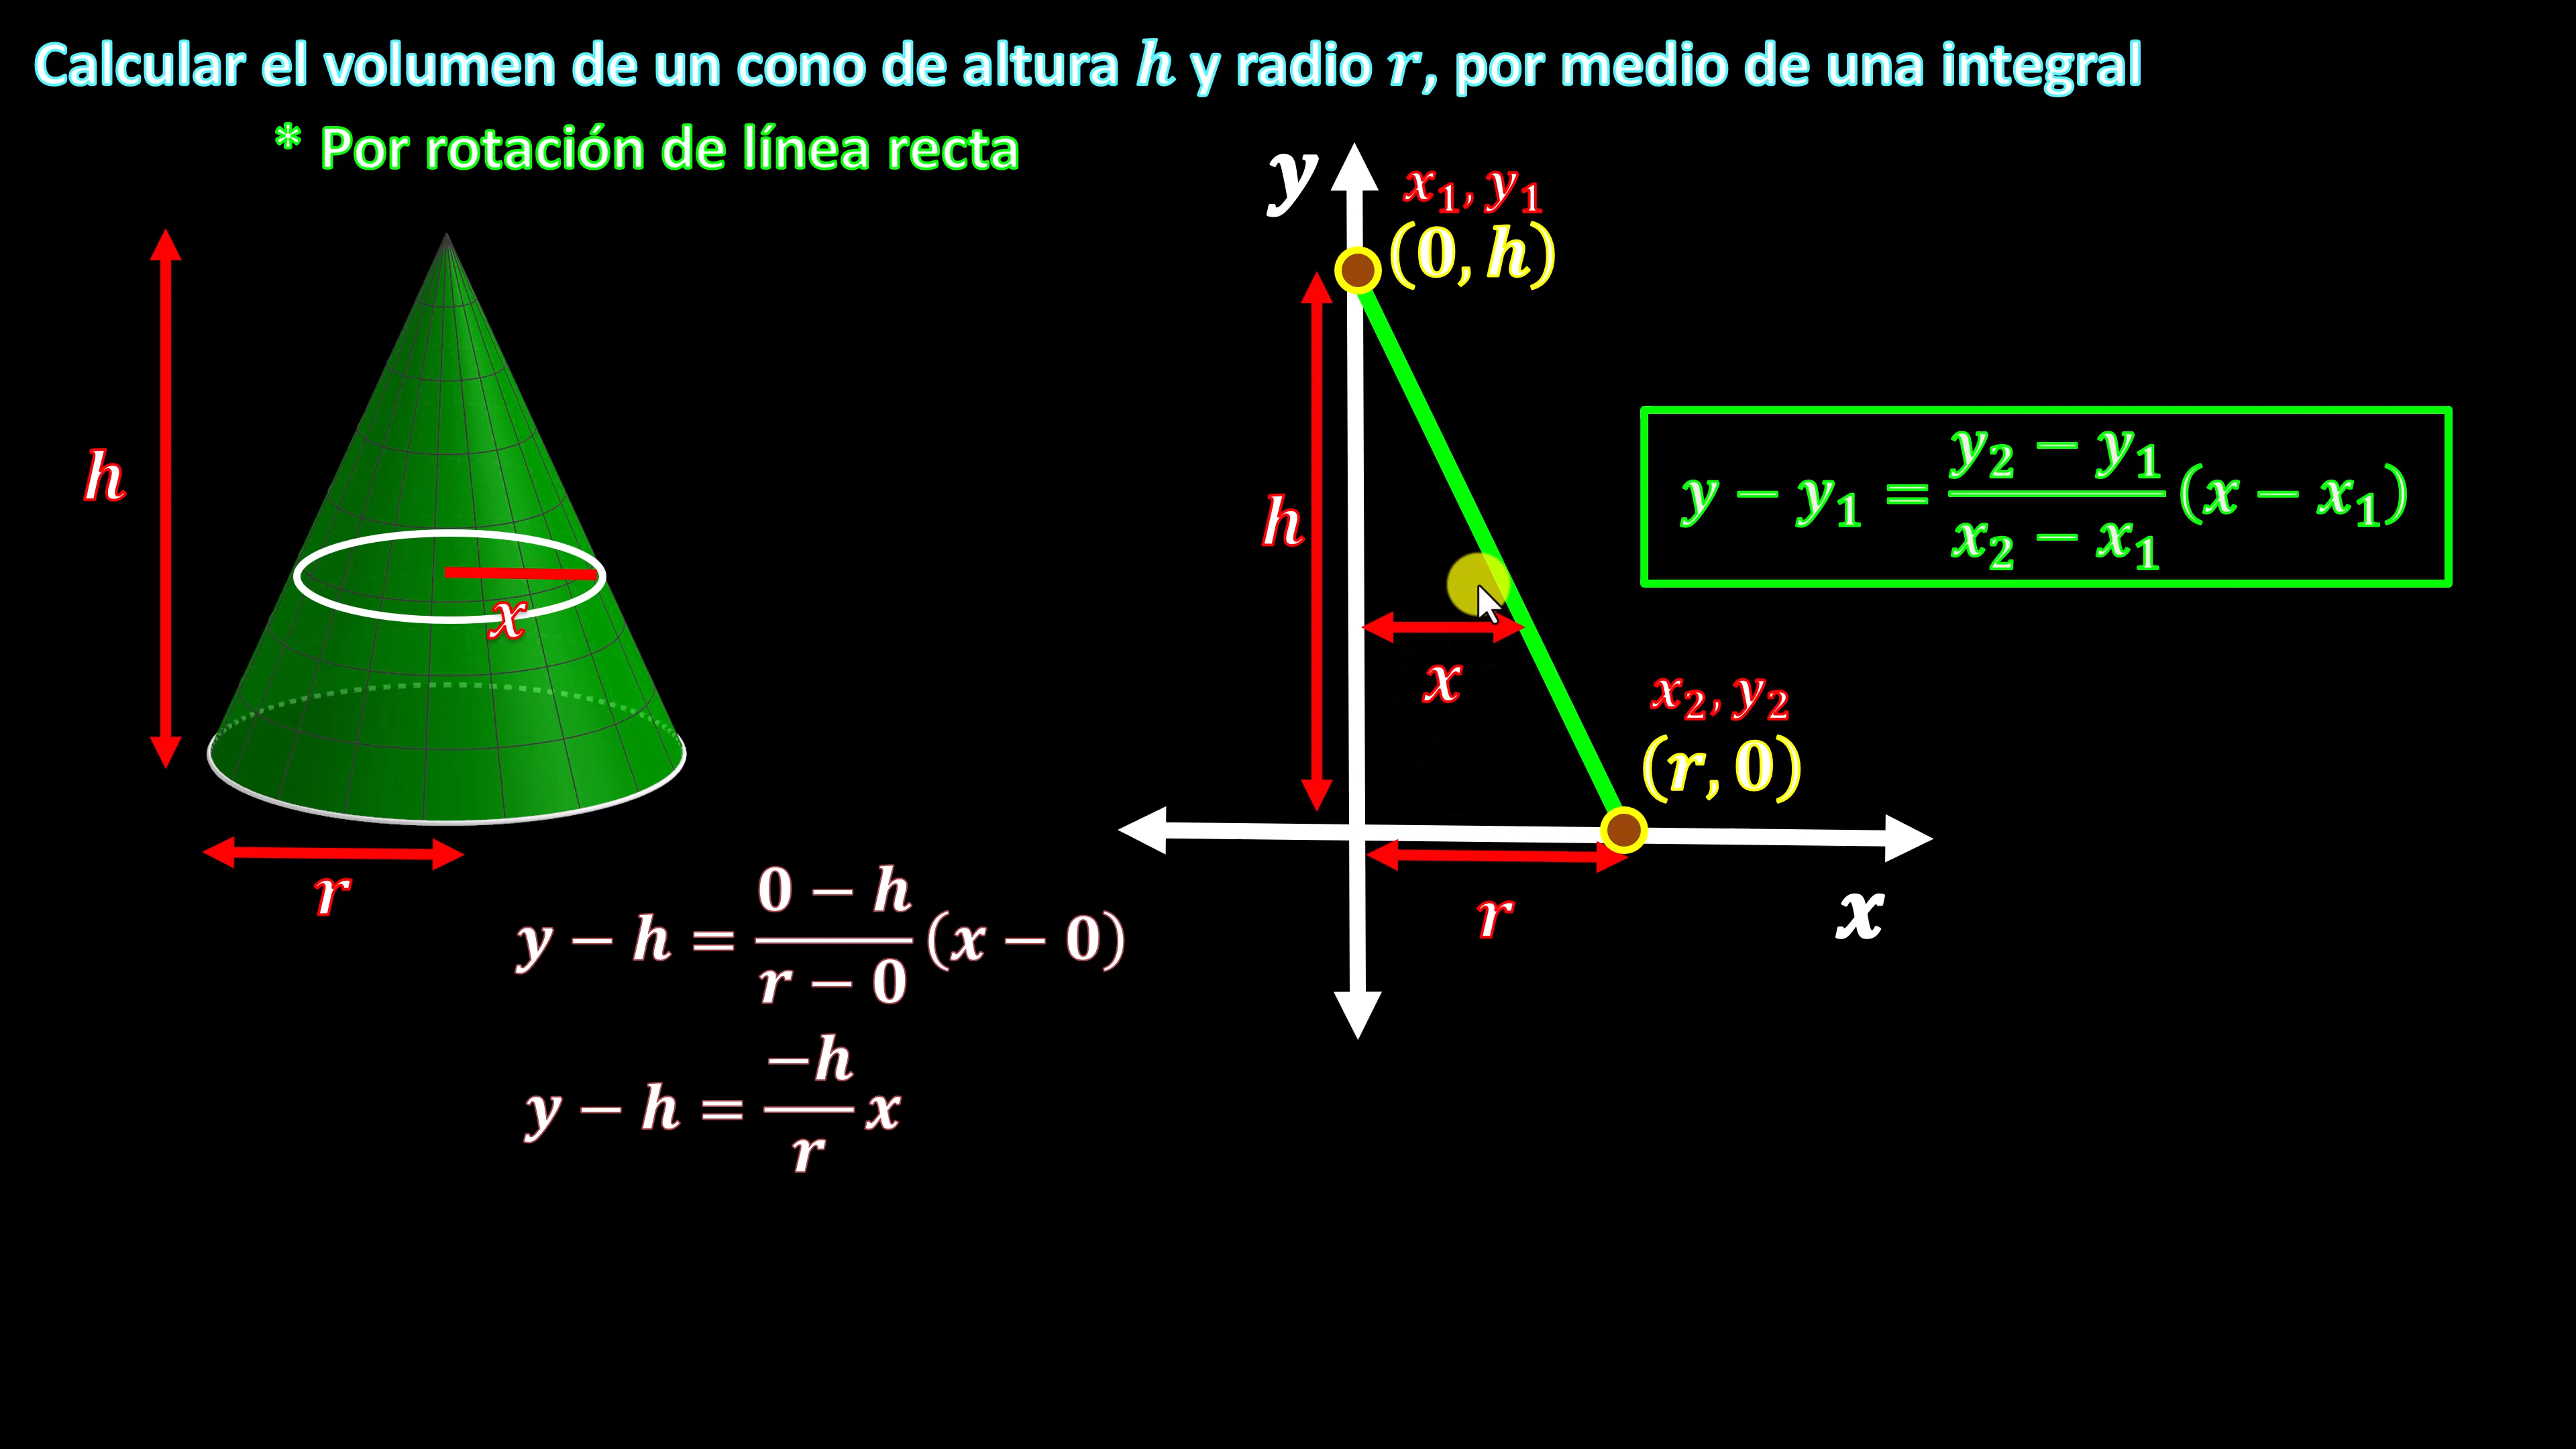 Calcular el volumen de un cono de altura h y radio r, por medio de una integral
* Por rotación de línea recta
y
x₁, y₁
(0, h)
h
x
r
h
x
x₂, y₂
(r, 0)
r
x
y − y₁ = (y₂ − y₁)/(x₂ − x₁) (x − x₁)
y − h = (0 − h)/(r − 0) (x − 0)
y − h = (−h)/r x